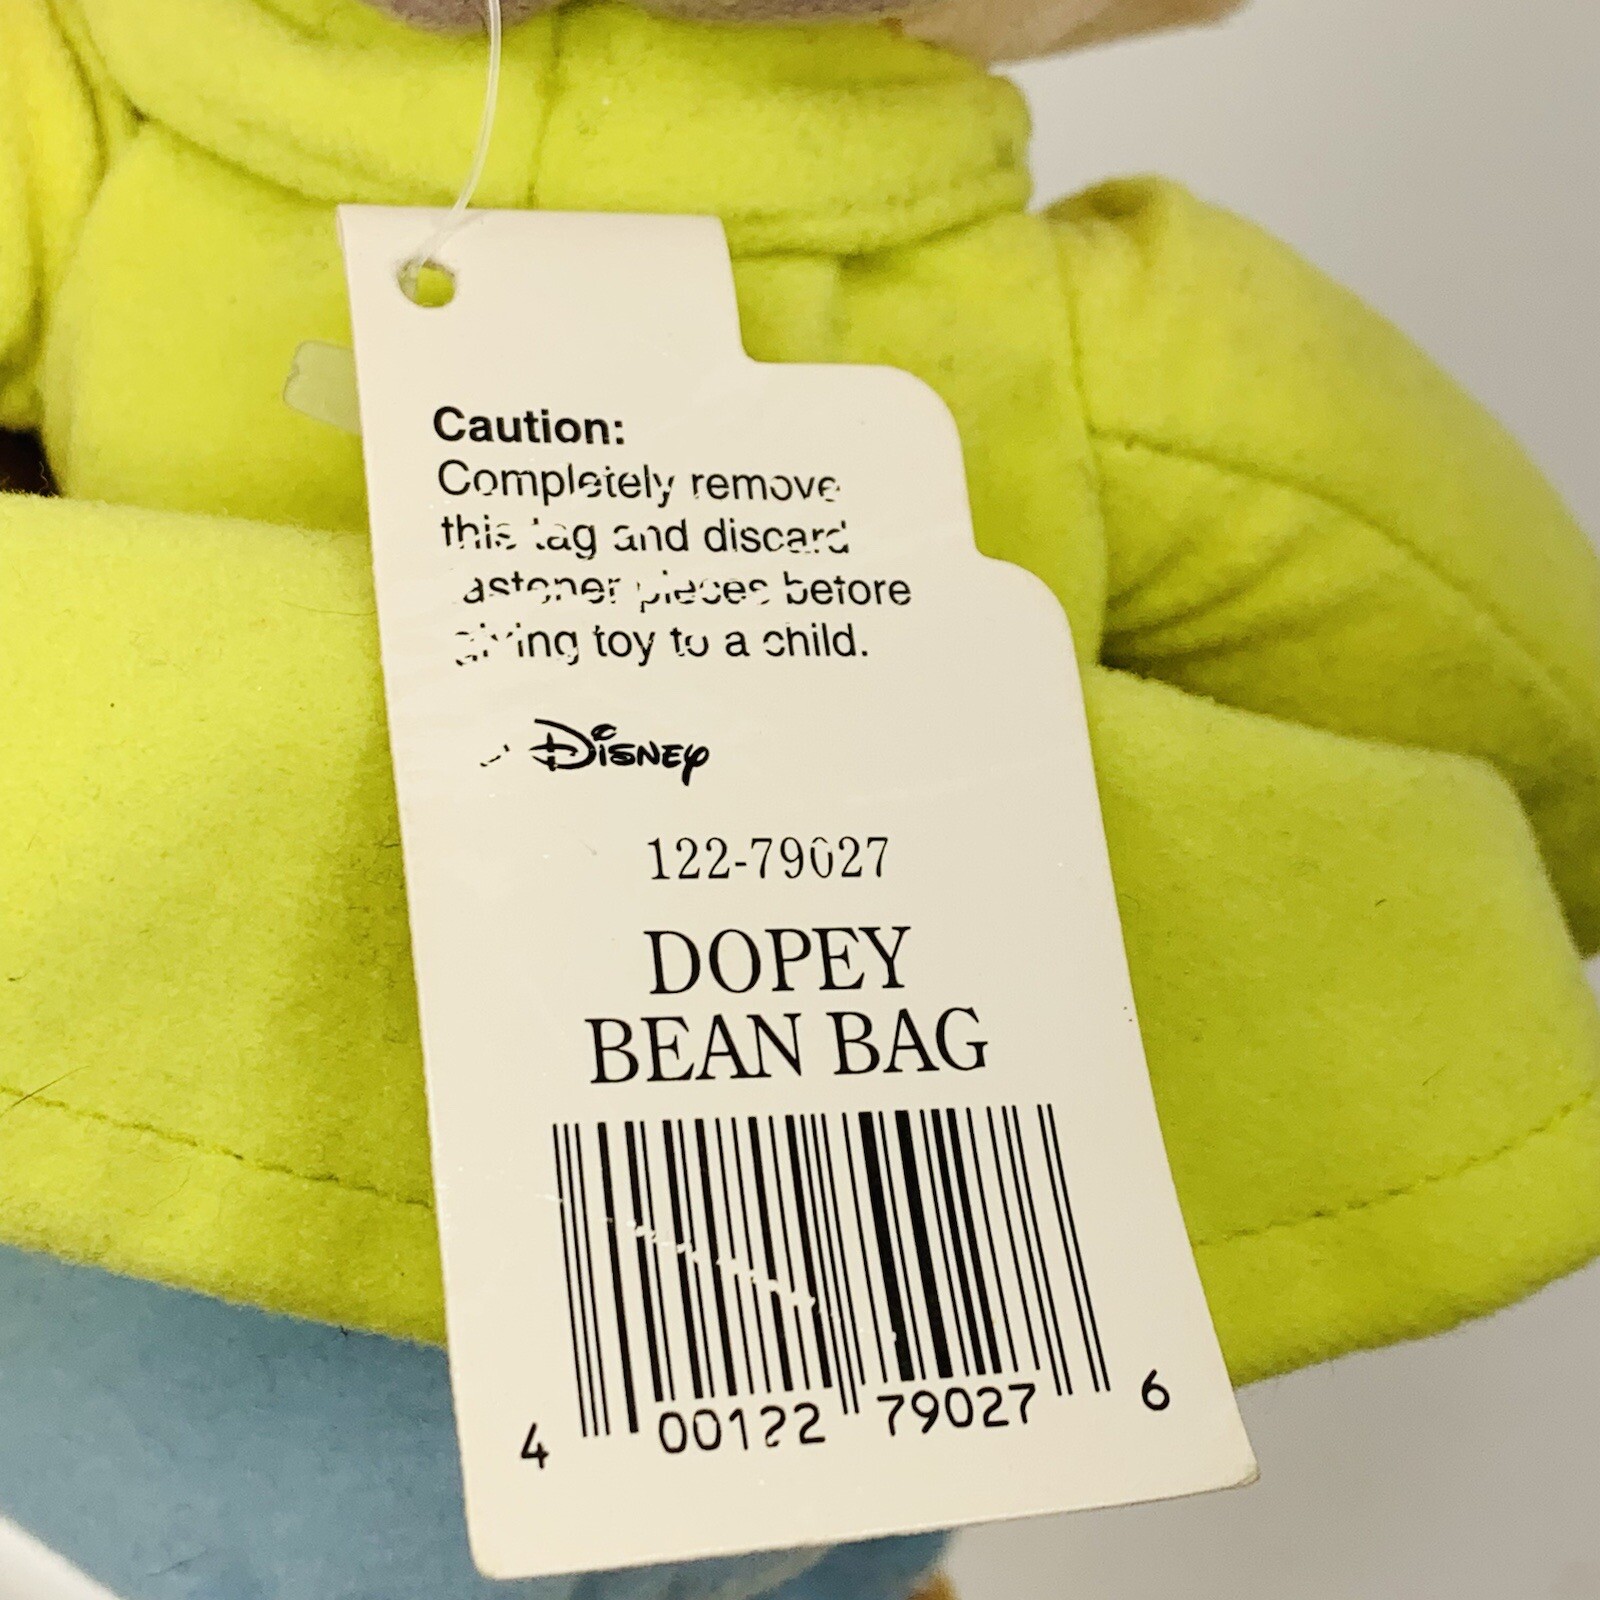 Caution:
Completely remove
this tag and discard
fastener pieces before
giving toy to a child.
© Disney
122-79027
DOPEY
BEAN BAG
4 00122 79027 6